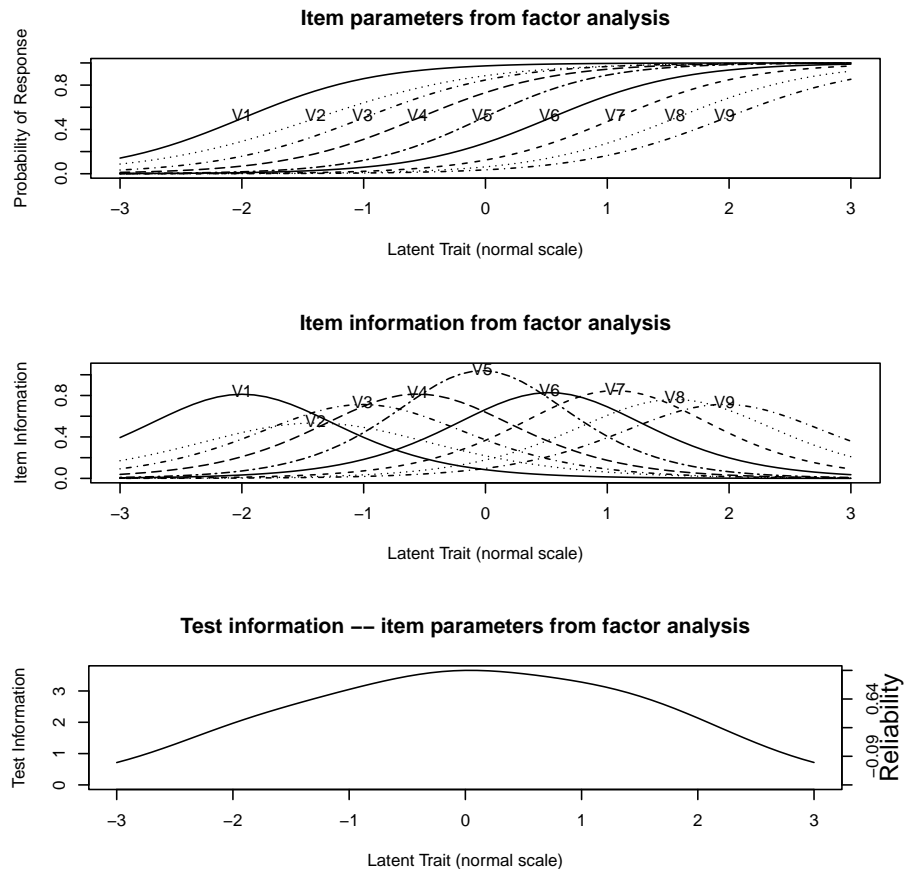 Item parameters from factor analysis
Probability of Response
0.0 0.4 0.8
V1 V2 V3 V4 V5 V6 V7 V8 V9
−3 −2 −1 0 1 2 3
Latent Trait (normal scale)
Item information from factor analysis
Item Information
0.0 0.4 0.8
V1 V2 V3 V4 V5 V6 V7 V8 V9
−3 −2 −1 0 1 2 3
Latent Trait (normal scale)
Test information −− item parameters from factor analysis
Test Information
0 1 2 3
−0.09 0.64
Reliability
−3 −2 −1 0 1 2 3
Latent Trait (normal scale)